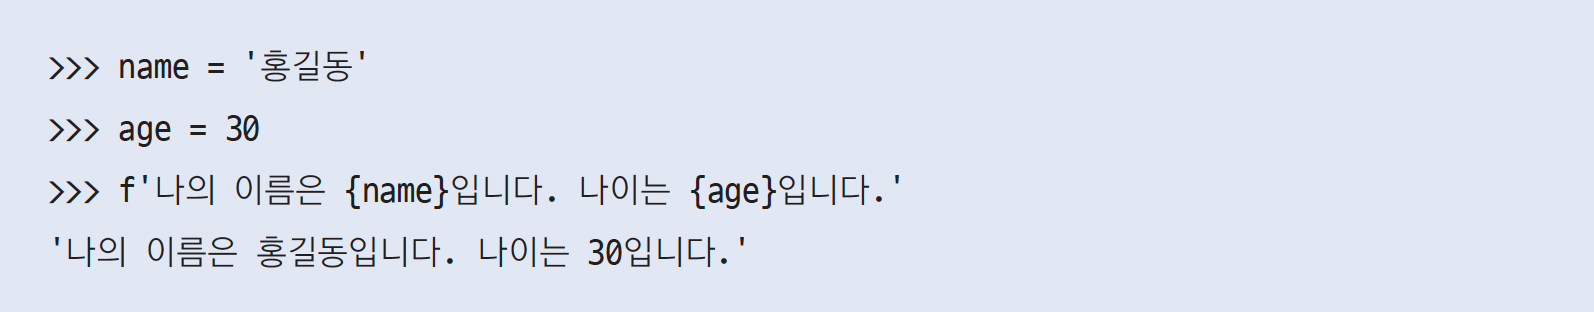 >>> name = '홍길동'
>>> age = 30
>>> f'나의 이름은 {name}입니다. 나이는 {age}입니다.'
'나의 이름은 홍길동입니다. 나이는 30입니다.'